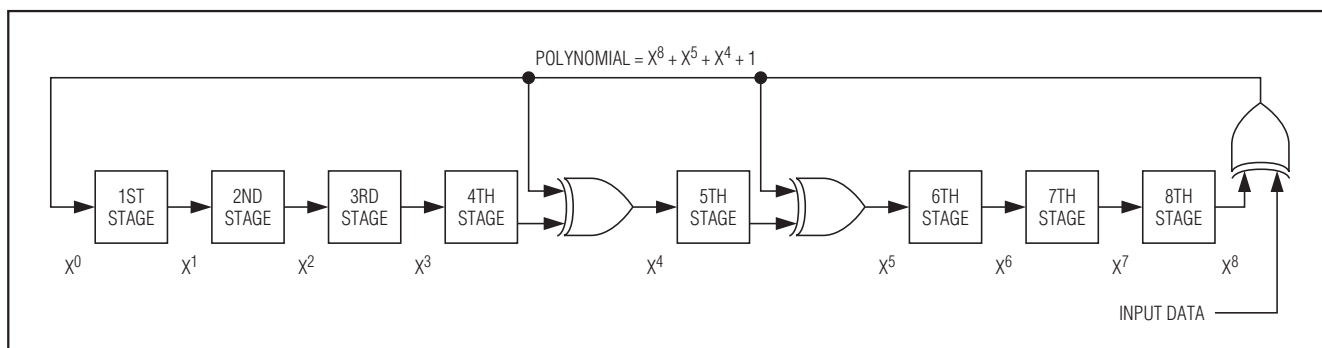 POLYNOMIAL = X⁸ + X⁵ + X⁴ + 1
1ST
STAGE
2ND
STAGE
3RD
STAGE
4TH
STAGE
5TH
STAGE
6TH
STAGE
7TH
STAGE
8TH
STAGE
X⁰ X¹ X² X³ X⁴ X⁵ X⁶ X⁷ X⁸
INPUT DATA